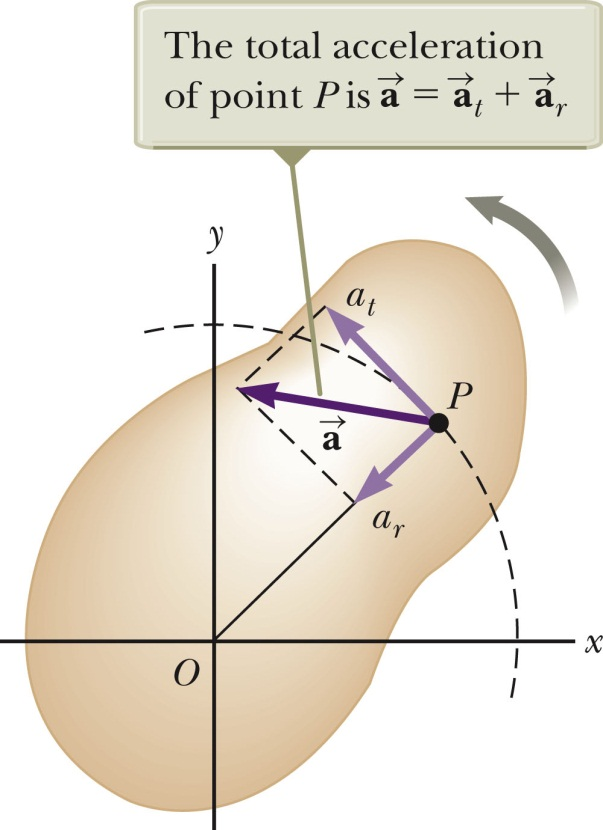 The total acceleration
of point P is a⃗ = a⃗ₜ + a⃗ᵣ
y
aₜ
P
a⃗
aᵣ
x
O